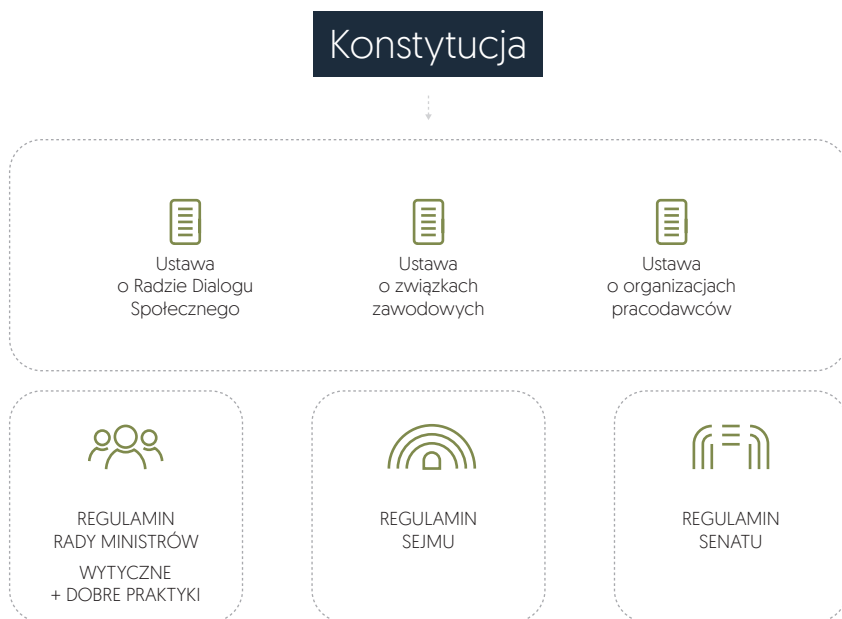 Konstytucja
Ustawa
o Radzie Dialogu
Społecznego
Ustawa
o związkach
zawodowych
Ustawa
o organizacjach
pracodawców
REGULAMIN
RADY MINISTRÓW
WYTYCZNE
+ DOBRE PRAKTYKI
REGULAMIN
SEJMU
REGULAMIN
SENATU